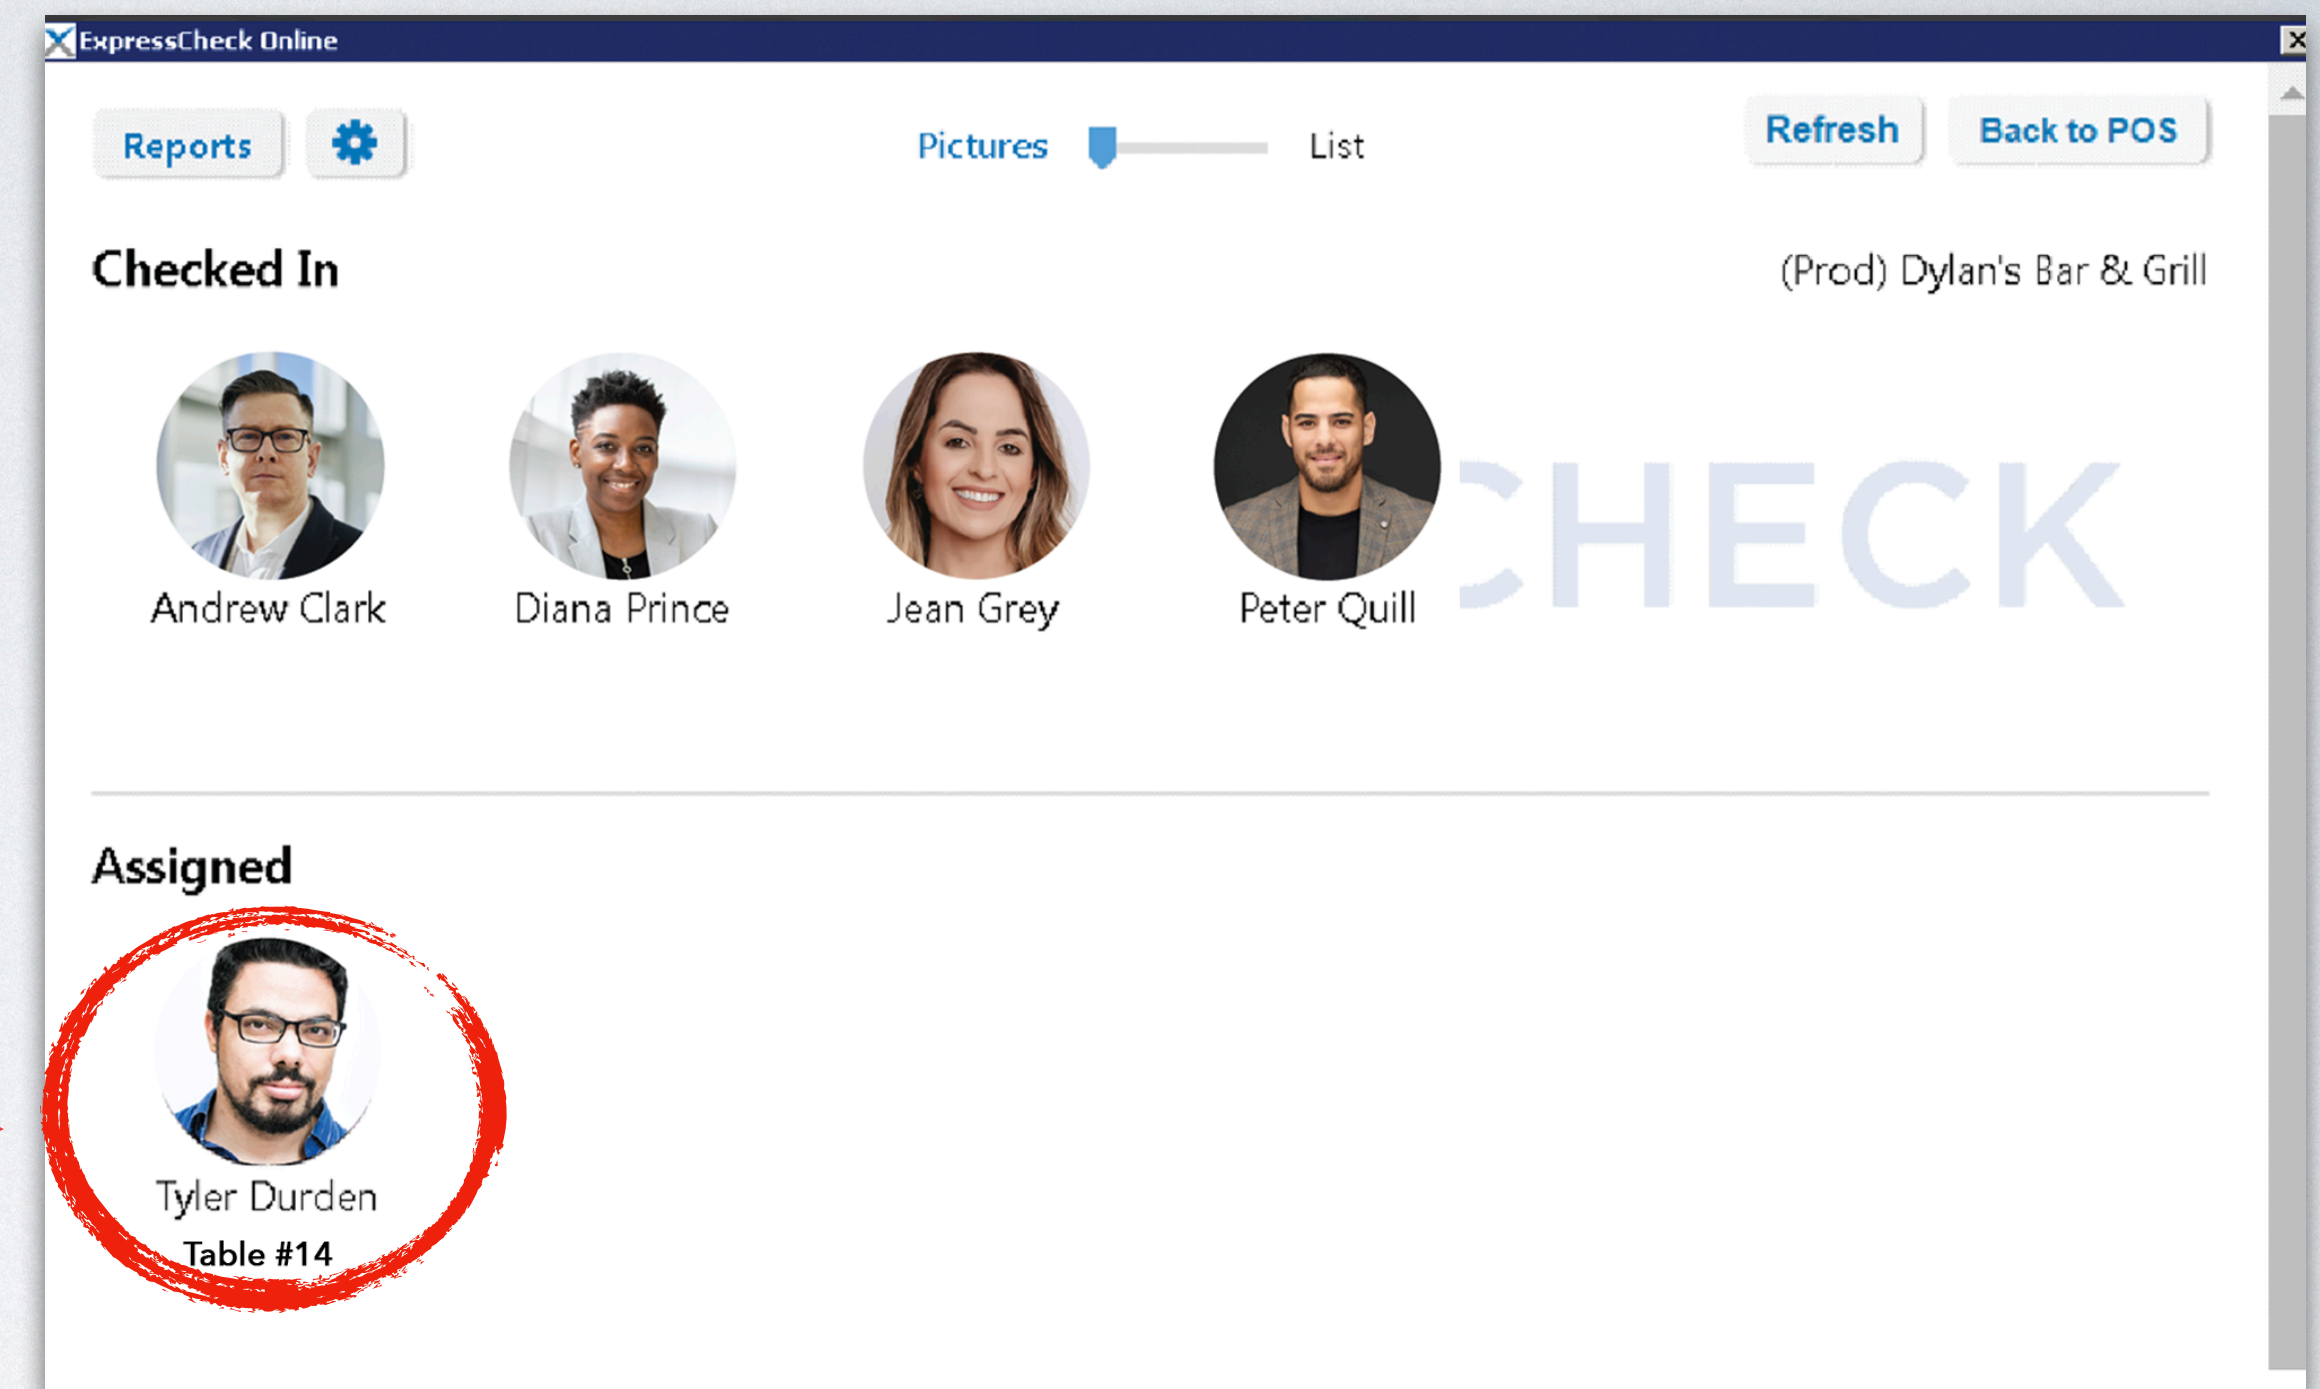 ExpressCheck Online
Reports
Pictures
List
Refresh
Back to POS
Checked In
(Prod) Dylan's Bar & Grill
Andrew Clark
Diana Prince
Jean Grey
Peter Quill
CHECK
Assigned
Tyler Durden
Table #14